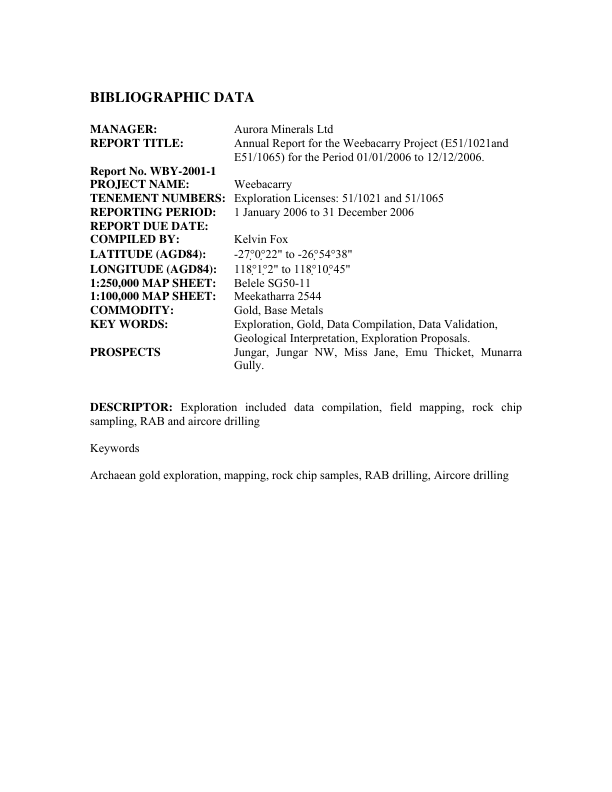 BIBLIOGRAPHIC DATA
MANAGER: Aurora Minerals Ltd
REPORT TITLE: Annual Report for the Weebacarry Project (E51/1021and
E51/1065) for the Period 01/01/2006 to 12/12/2006.
Report No. WBY-2001-1
PROJECT NAME: Weebacarry
TENEMENT NUMBERS: Exploration Licenses: 51/1021 and 51/1065
REPORTING PERIOD: 1 January 2006 to 31 December 2006
REPORT DUE DATE:
COMPILED BY: Kelvin Fox
LATITUDE (AGD84): -27°0°22" to -26°54°38"
LONGITUDE (AGD84): 118°1°2" to 118°10°45"
1:250,000 MAP SHEET: Belele SG50-11
1:100,000 MAP SHEET: Meekatharra 2544
COMMODITY: Gold, Base Metals
KEY WORDS: Exploration, Gold, Data Compilation, Data Validation,
Geological Interpretation, Exploration Proposals.
PROSPECTS Jungar, Jungar NW, Miss Jane, Emu Thicket, Munarra
Gully.
DESCRIPTOR: Exploration included data compilation, field mapping, rock chip
sampling, RAB and aircore drilling
Keywords
Archaean gold exploration, mapping, rock chip samples, RAB drilling, Aircore drilling